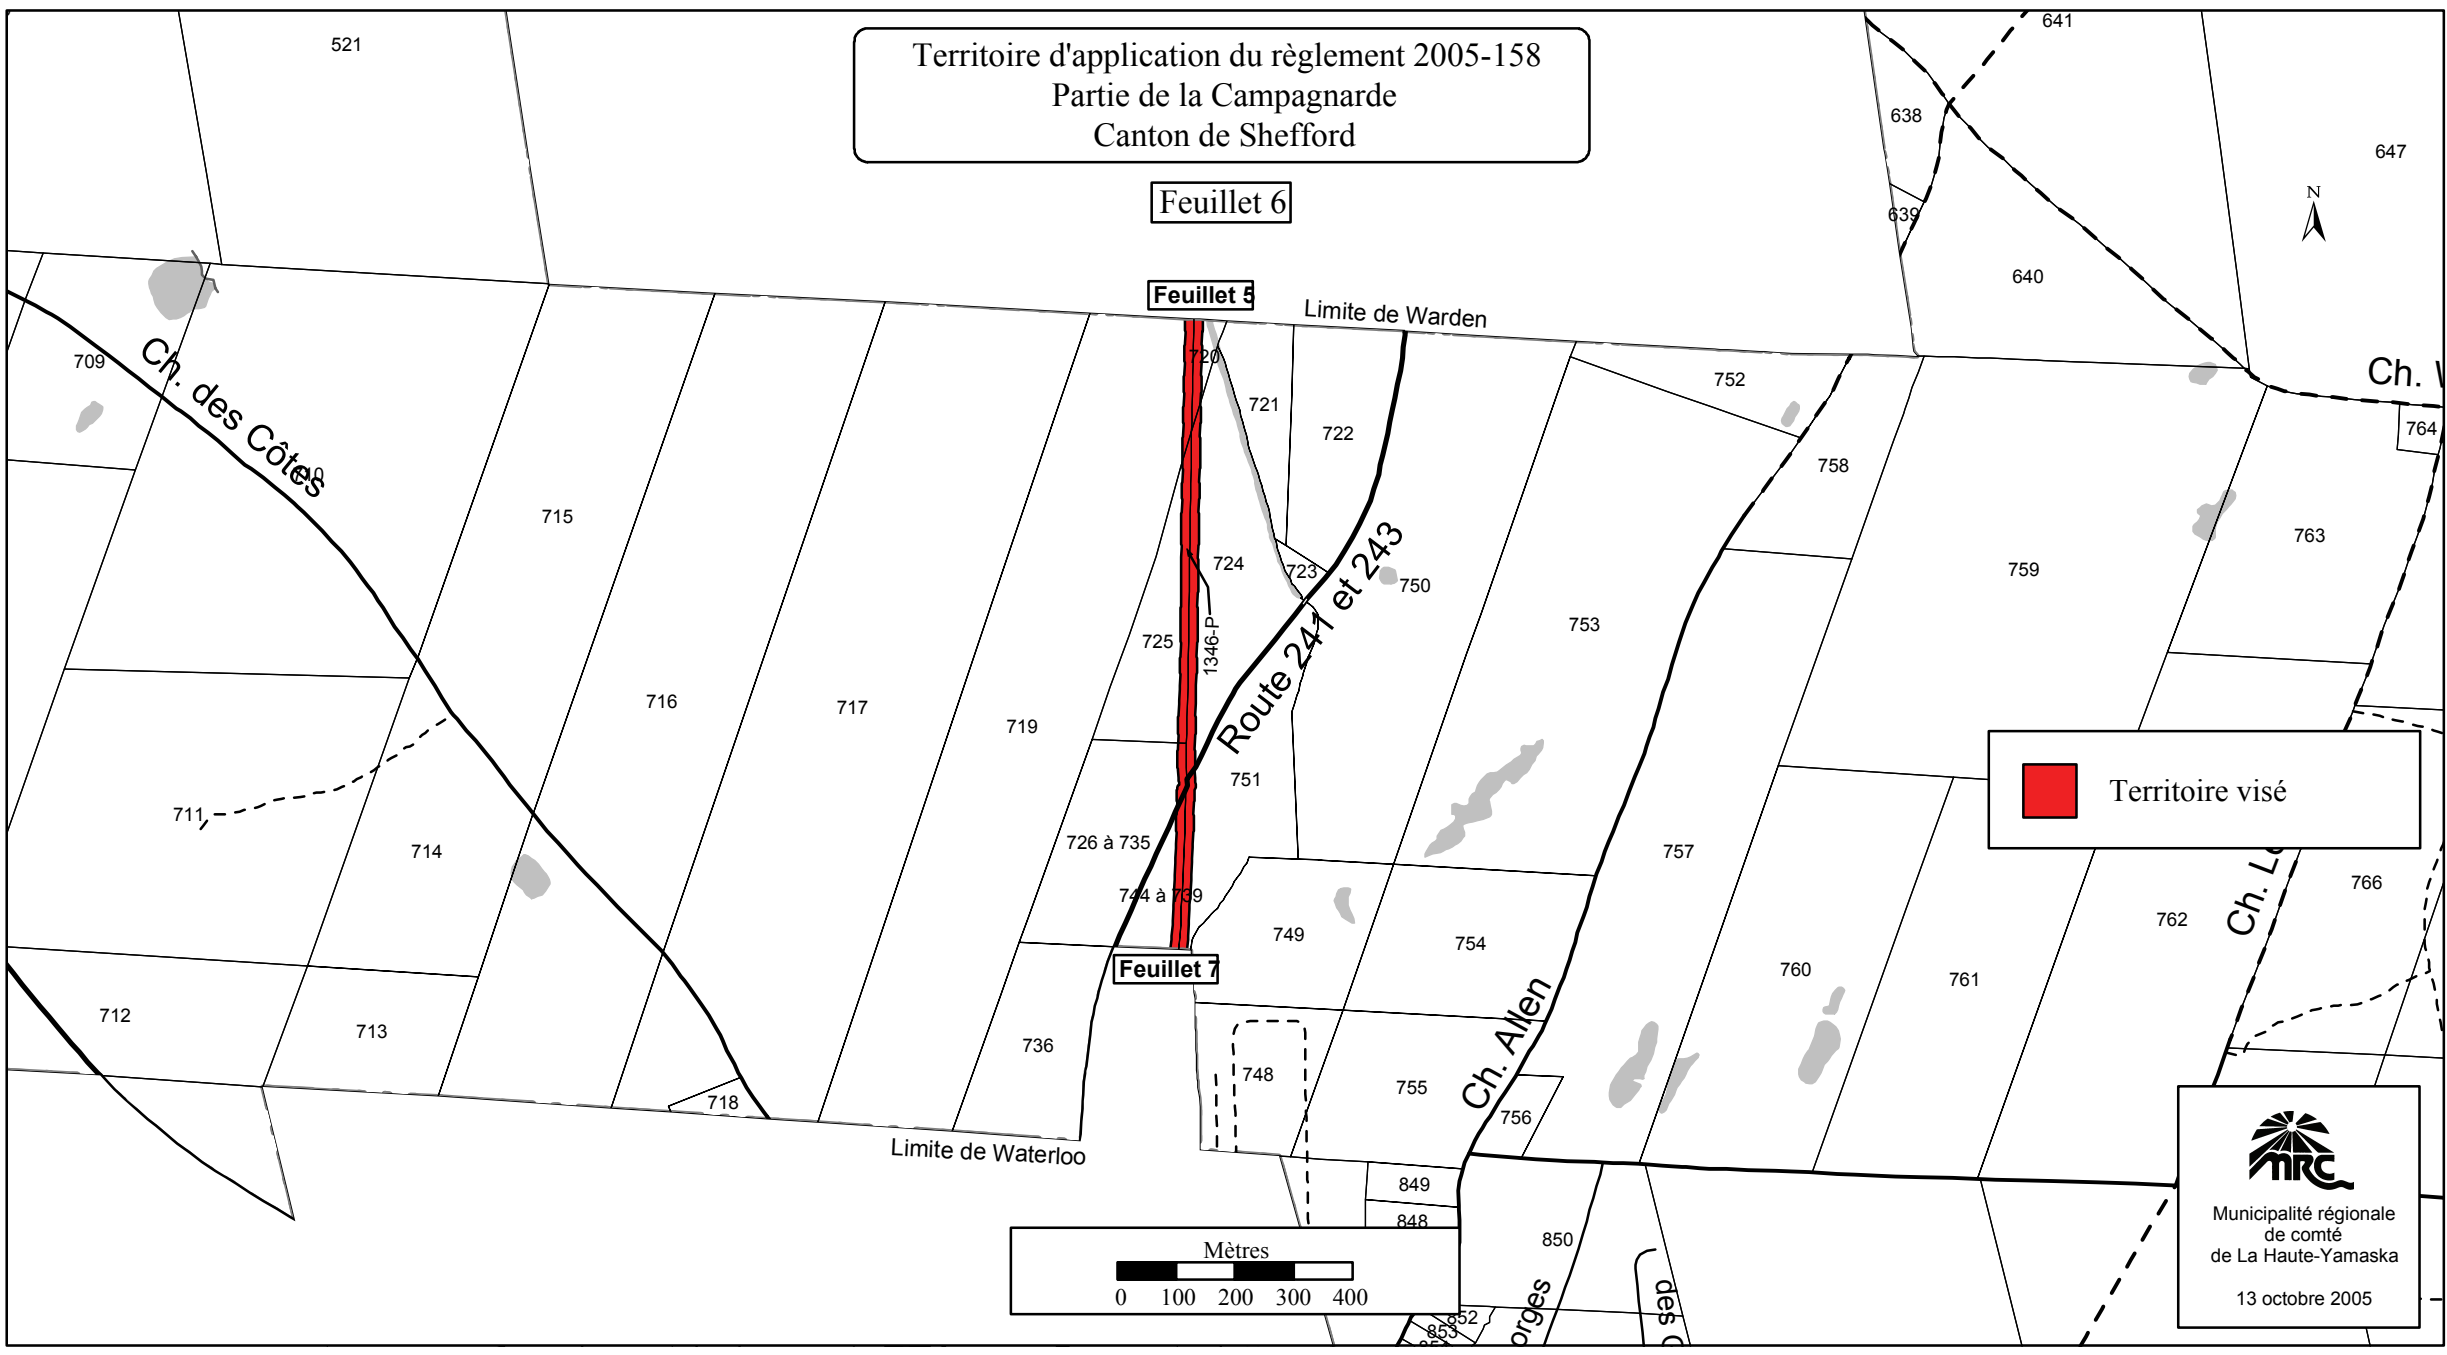 521
641
Territoire d'application du règlement 2005-158
Partie de la Campagnarde
Canton de Shefford
638
647
Feuillet 6
N
639
640
Feuillet 5
Limite de Warden
709
Ch. des Côtes
720
752
Ch.
721
722
764
758
715
763
724
723
750
759
753
725
1346-P
Route 241 et 243
716
717
719
751
Territoire visé
711
726 à 735
714
757
766
744 à 739
762
749
754
Feuillet 7
760
761
712
713
736
748
755
Ch. Allen
718
756
Limite de Waterloo
849
848
850
852
853
des
Mètres
0 100 200 300 400
MRC
Municipalité régionale
de comté
de La Haute-Yamaska
13 octobre 2005